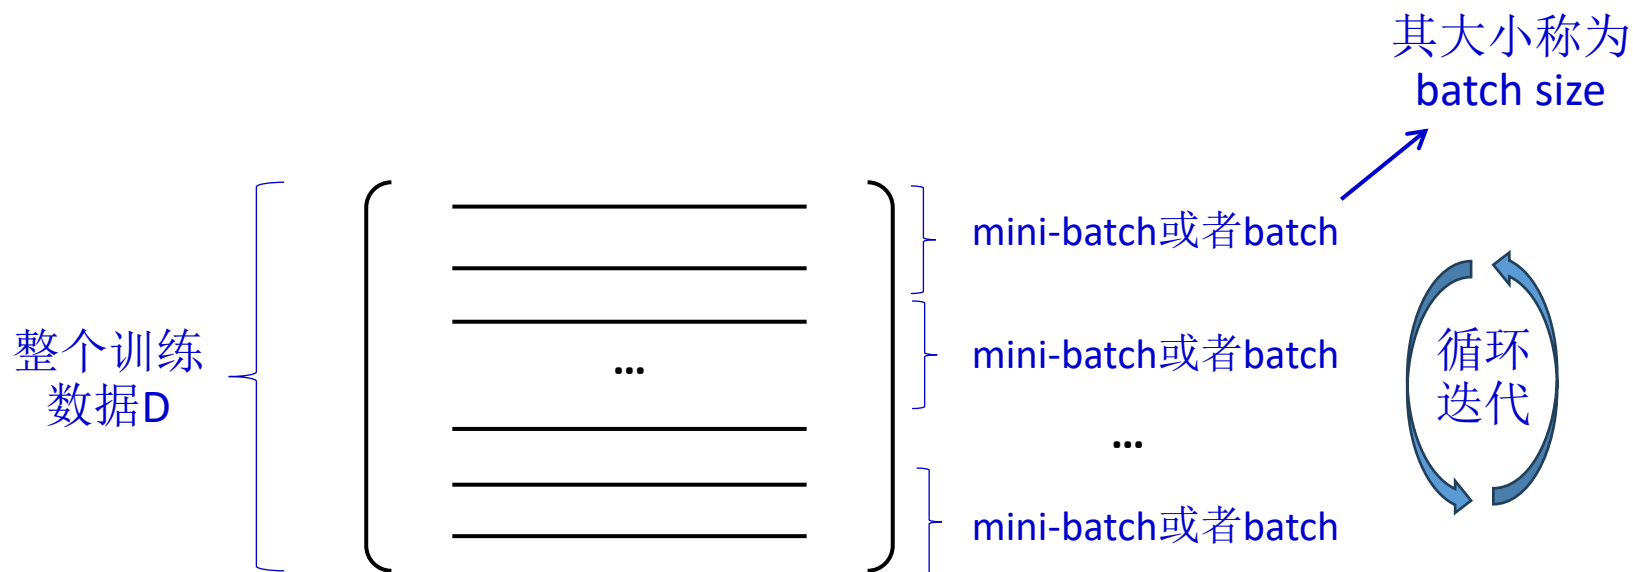 其大小称为
batch size
mini-batch或者batch
整个训练
数据D
...
mini-batch或者batch
循环
迭代
...
mini-batch或者batch